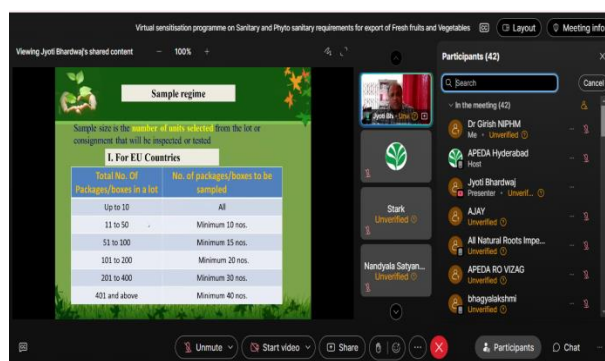 Virtual sensitisation programme on Sanitary and Phyto sanitary requirements for export of Fresh fruits and Vegetables
Layout
Meeting info
Viewing Jyoti Bhardwaj's shared content
100%
Sample regime
Sample size is the number of units selected from the lot or
consignment that will be inspected or tested
I. For EU Countries
Total No. Of Packages/boxes in a lot
No. of packages/boxes to be sampled
Up to 10
All
11 to 50
Minimum 10 nos.
51 to 100
Minimum 15 nos.
101 to 200
Minimum 20 nos.
201 to 400
Minimum 30 nos.
401 and above
Minimum 40 nos.
Jyoti Bh...
Stark
Unverified
Nandyala Satyan...
Unverified
Participants (42)
Search
Cancel
In the meeting (42)
Dr Girish NIPHM
Me • Unverified
APEDA Hyderabad
Host
Jyoti Bhardwaj
Presenter • Unverif...
AJAY
Unverified
All Natural Roots Impe...
Unverified
APEDA RO VIZAG
Unverified
bhagyalakshmi
Unverified
Unmute
Start video
Share
Participants
Chat